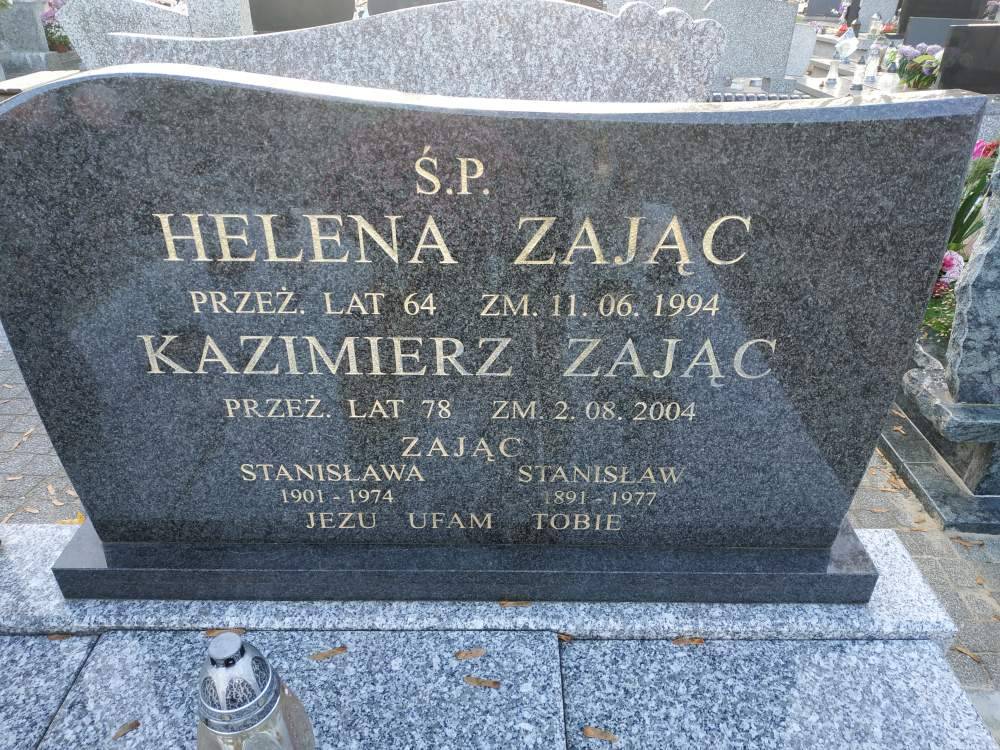 Ś.P.
HELENA ZAJĄC
PRZEŻ. LAT 64 ZM. 11. 06. 1994
KAZIMIERZ ZAJĄC
PRZEŻ. LAT 78 ZM. 2. 08. 2004
ZAJĄC
STANISŁAWA STANISŁAW
1901 - 1974 1891 - 1977
JEZU UFAM TOBIE